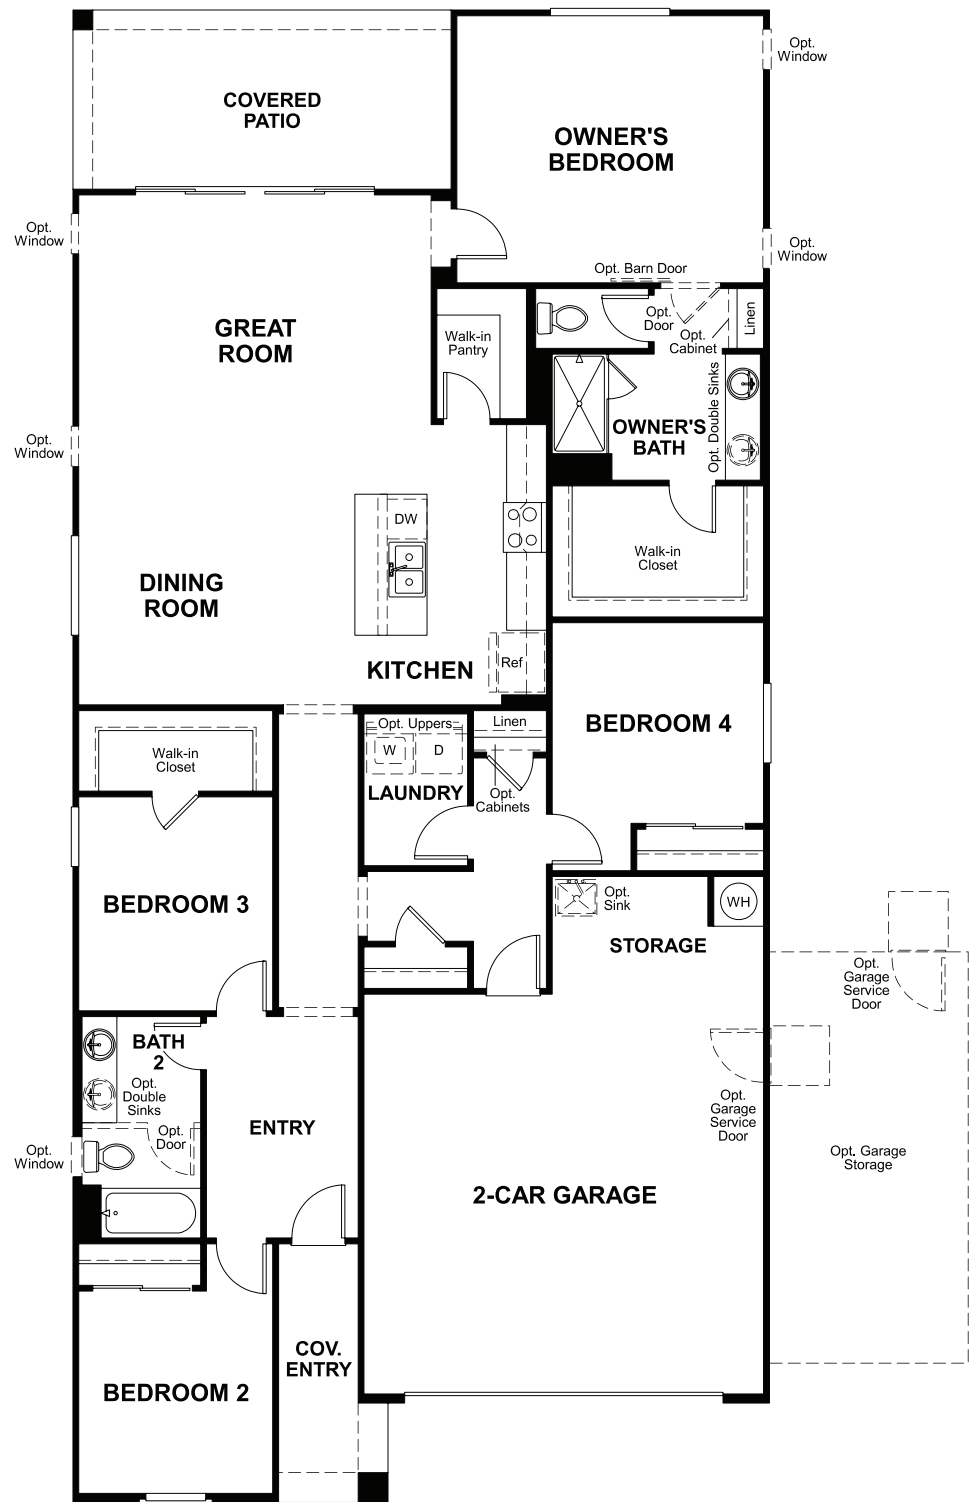 COVERED
PATIO
OWNER'S
BEDROOM
Opt.
Window
Opt.
Window
Opt.
Window
Opt. Barn Door
GREAT
ROOM
Walk-in
Pantry
Opt.
Door
Opt.
Cabinet
Linen
Opt. Double Sinks
OWNER'S
BATH
Opt.
Window
DW
Walk-in
Closet
DINING
ROOM
KITCHEN
Ref
BEDROOM 4
Opt. Uppers
Linen
W
D
LAUNDRY
Opt.
Cabinets
Walk-in
Closet
BEDROOM 3
Opt.
Sink
WH
STORAGE
Opt.
Garage
Service
Door
BATH
2
Opt.
Double
Sinks
Opt.
Door
Opt.
Window
ENTRY
Opt.
Garage
Service
Door
Opt. Garage
Storage
2-CAR GARAGE
COV.
ENTRY
BEDROOM 2